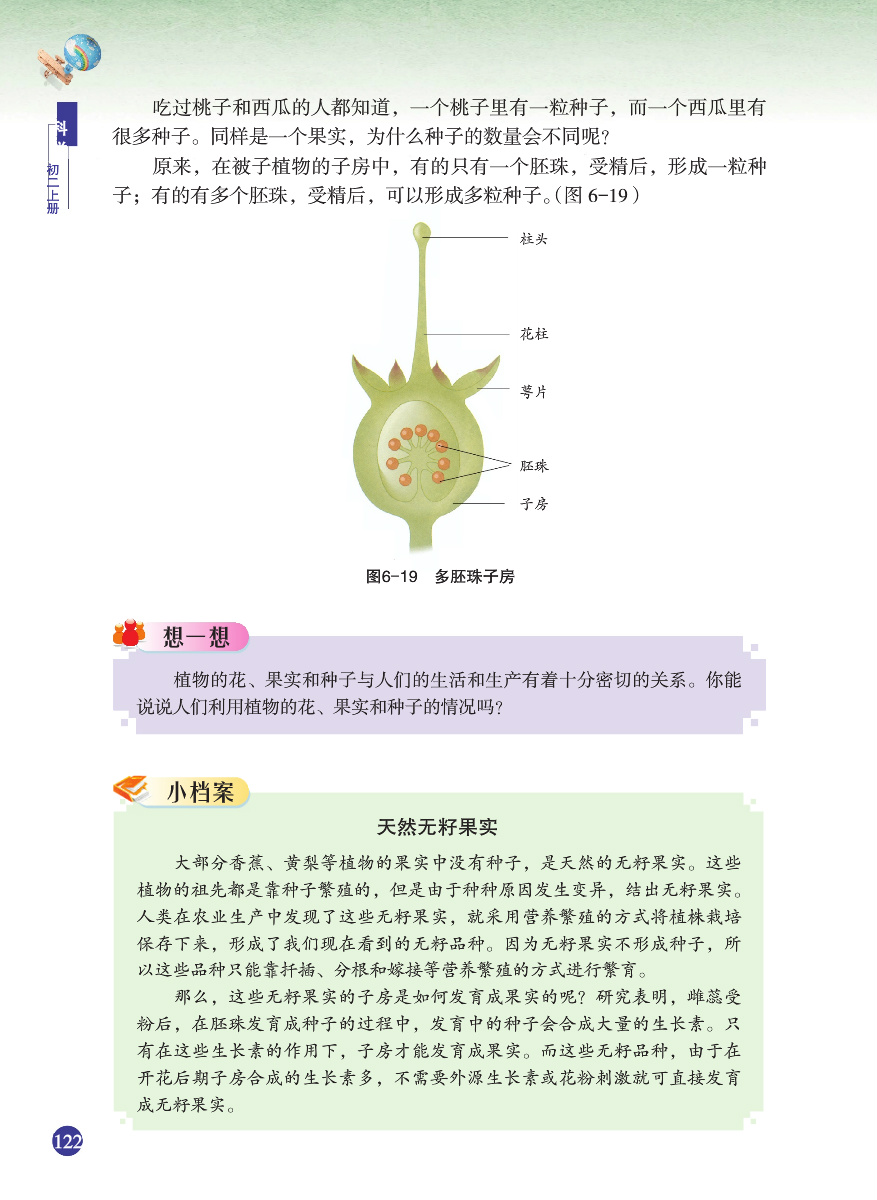 科
初二上册
吃过桃子和西瓜的人都知道，一个桃子里有一粒种子，而一个西瓜里有
很多种子。同样是一个果实，为什么种子的数量会不同呢？
原来，在被子植物的子房中，有的只有一个胚珠，受精后，形成一粒种
子；有的有多个胚珠，受精后，可以形成多粒种子。（图 6-19）
柱头
花柱
萼片
胚珠
子房
图6-19 多胚珠子房
想一想
植物的花、果实和种子与人们的生活和生产有着十分密切的关系。你能
说说人们利用植物的花、果实和种子的情况吗？
小档案
天然无籽果实
大部分香蕉、黄梨等植物的果实中没有种子，是天然的无籽果实。这些
植物的祖先都是靠种子繁殖的，但是由于种种原因发生变异，结出无籽果实。
人类在农业生产中发现了这些无籽果实，就采用营养繁殖的方式将植株栽培
保存下来，形成了我们现在看到的无籽品种。因为无籽果实不形成种子，所
以这些品种只能靠扦插、分根和嫁接等营养繁殖的方式进行繁育。
那么，这些无籽果实的子房是如何发育成果实的呢？研究表明，雌蕊受
粉后，在胚珠发育成种子的过程中，发育中的种子会合成大量的生长素。只
有在这些生长素的作用下，子房才能发育成果实。而这些无籽品种，由于在
开花后期子房合成的生长素多，不需要外源生长素或花粉刺激就可直接发育
成无籽果实。
122